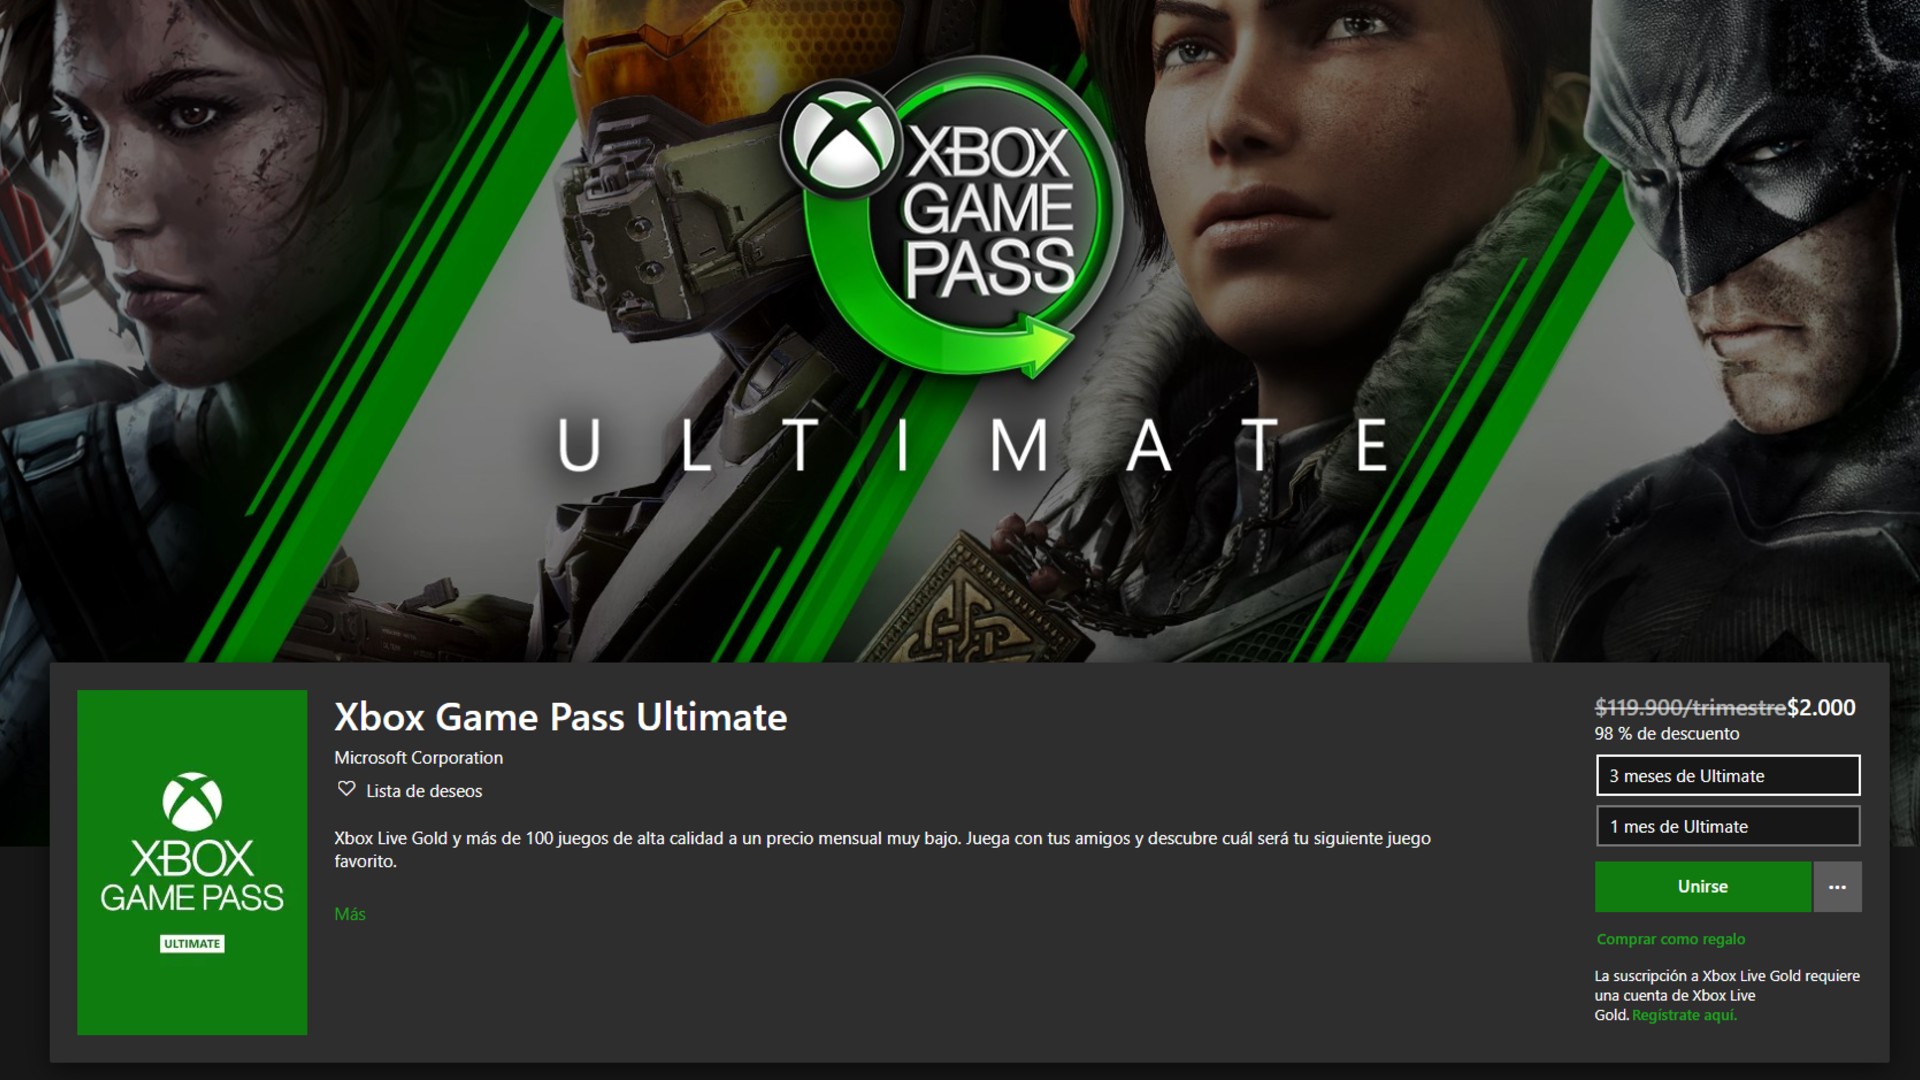 XBOX
GAME
PASS
ULTIMATE
XBOX
GAME PASS
ULTIMATE
Xbox Game Pass Ultimate
Microsoft Corporation
Lista de deseos
Xbox Live Gold y más de 100 juegos de alta calidad a un precio mensual muy bajo. Juega con tus amigos y descubre cuál será tu siguiente juego
favorito.
Más
$119.900/trimestre$2.000
98 % de descuento
3 meses de Ultimate
1 mes de Ultimate
Unirse
Comprar como regalo
La suscripción a Xbox Live Gold requiere
una cuenta de Xbox Live
Gold. Regístrate aquí.